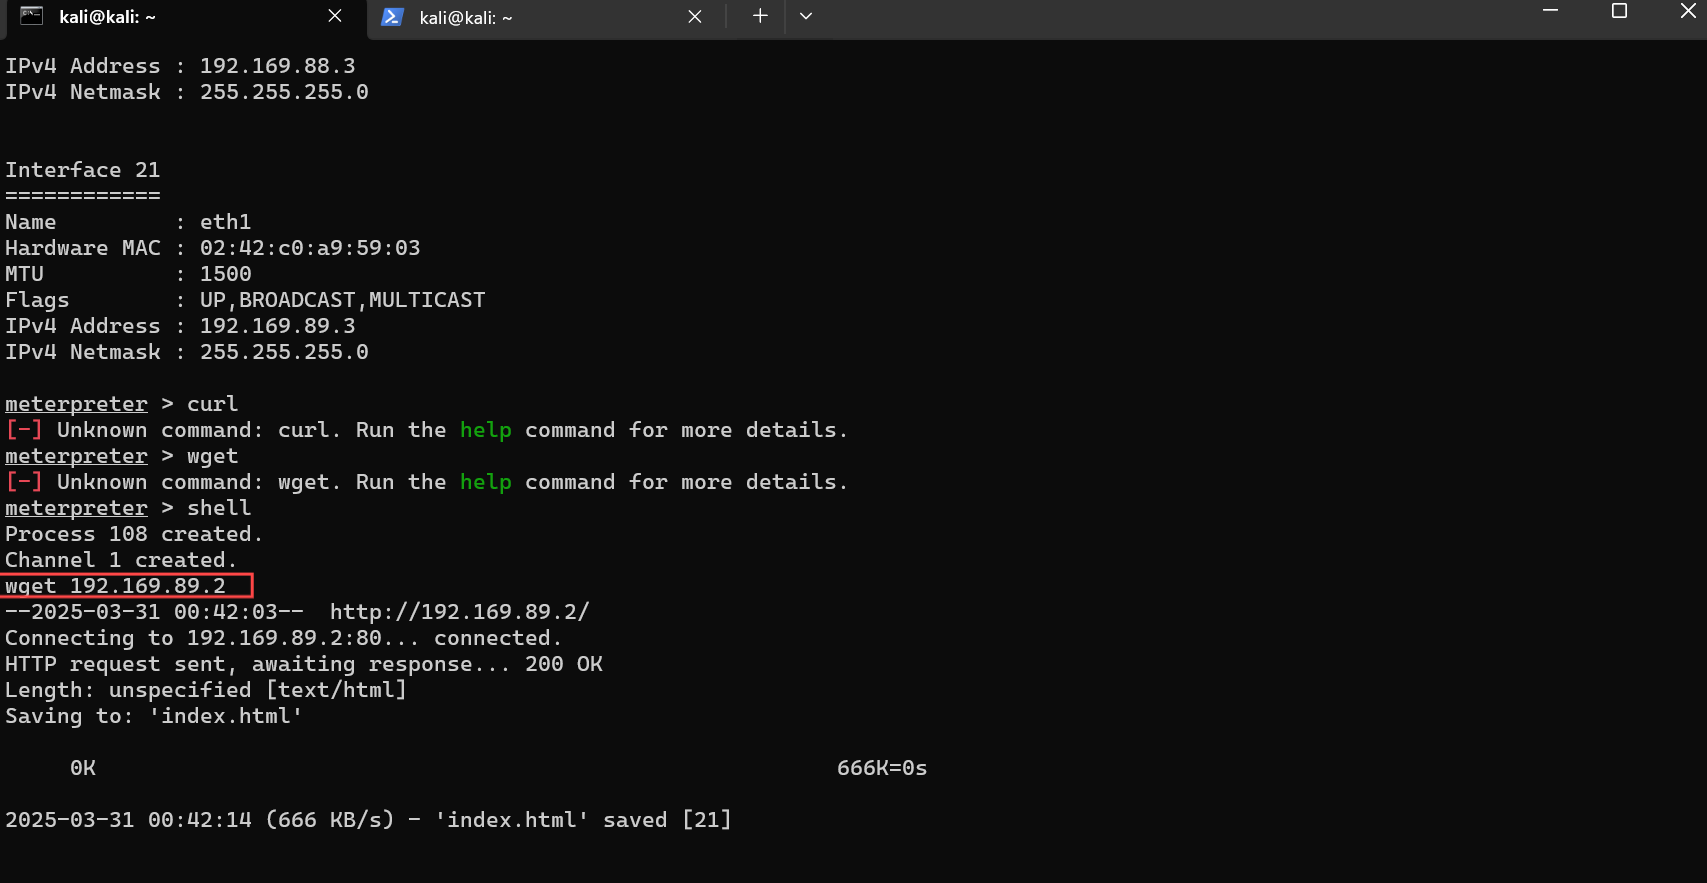 kali@kali: ~
kali@kali: ~
IPv4 Address : 192.169.88.3
IPv4 Netmask : 255.255.255.0
Interface 21
============
Name         : eth1
Hardware MAC : 02:42:c0:a9:59:03
MTU          : 1500
Flags        : UP,BROADCAST,MULTICAST
IPv4 Address : 192.169.89.3
IPv4 Netmask : 255.255.255.0
meterpreter > curl
[-] Unknown command: curl. Run the help command for more details.
meterpreter > wget
[-] Unknown command: wget. Run the help command for more details.
meterpreter > shell
Process 108 created.
Channel 1 created.
wget 192.169.89.2
--2025-03-31 00:42:03--  http://192.169.89.2/
Connecting to 192.169.89.2:80... connected.
HTTP request sent, awaiting response... 200 OK
Length: unspecified [text/html]
Saving to: 'index.html'
     0K                                                         666K=0s
2025-03-31 00:42:14 (666 KB/s) - 'index.html' saved [21]